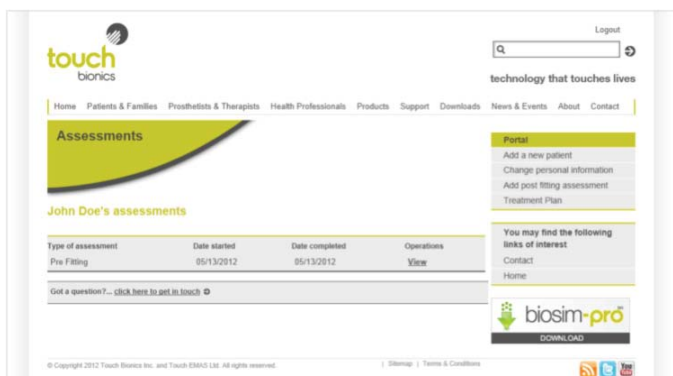 Logout
touch
bionics
technology that touches lives
Home Patients & Families Prosthetists & Therapists Health Professionals Products Support Downloads News & Events About Contact
Assessments
John Doe's assessments
Type of assessment Date started Date completed Operations
Pre Fitting 05/13/2012 05/13/2012 View
Got a question?... click here to get in touch
Portal
Add a new patient
Change personal information
Add post fitting assessment
Treatment Plan
You may find the following
links of interest
Contact
Home
biosim-pro
DOWNLOAD
© Copyright 2012 Touch Bionics Inc. and Touch EMAS Ltd. All rights reserved. | Sitemap | Terms & Conditions
You
Tube